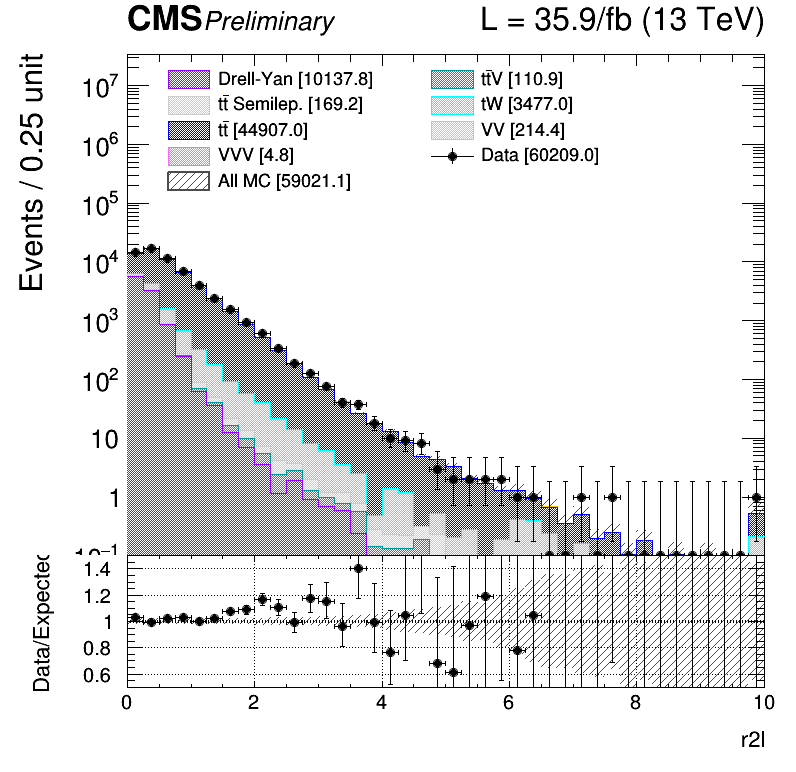 CMS Preliminary L = 35.9/fb (13 TeV)
Events / 0.25 unit
Drell-Yan [10137.8]
tt̄ Semilep. [169.2]
tt̄ [44907.0]
VVV [4.8]
All MC [59021.1]
tt̄V [110.9]
tW [3477.0]
VV [214.4]
Data [60209.0]
10⁷
10⁶
10⁵
10⁴
10³
10²
10
1
10⁻¹
Data/Expected
1.4
1.2
1
0.8
0.6
0 2 4 6 8 10
r2l